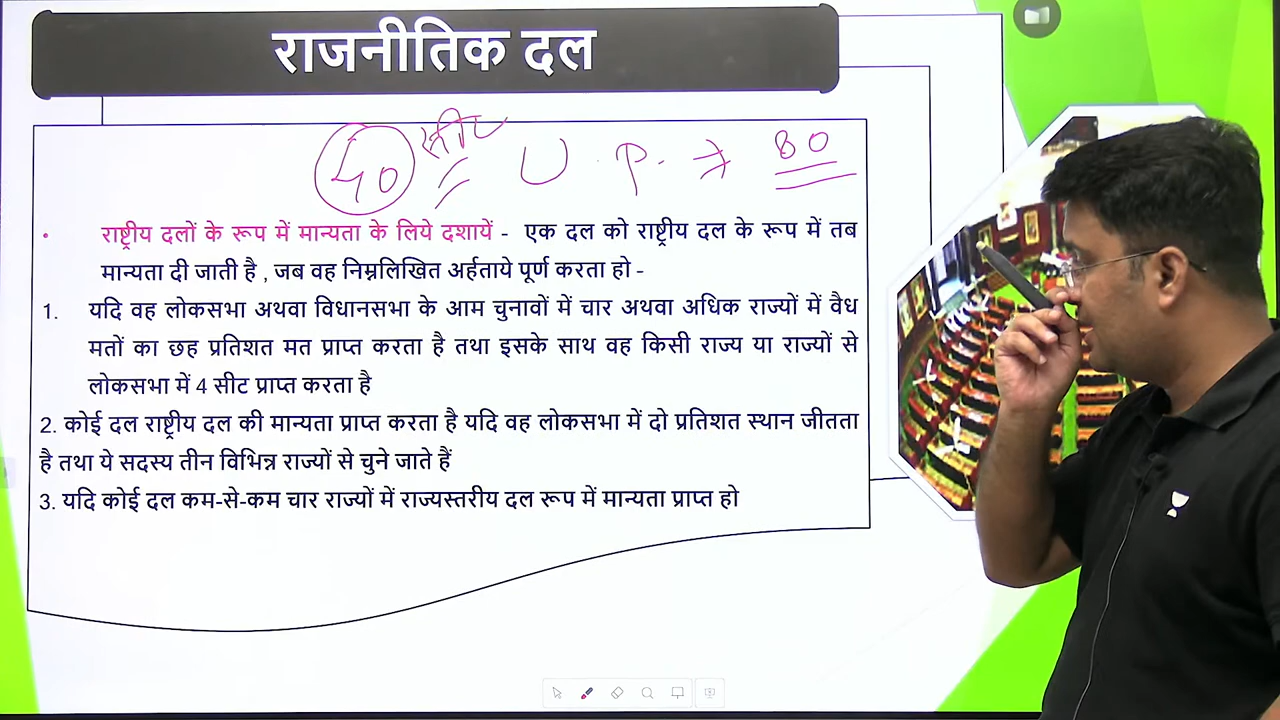 राजनीतिक दल
40 सीट U.P. → 80
• राष्ट्रीय दलों के रूप में मान्यता के लिये दशायें - एक दल को राष्ट्रीय दल के रूप में तब
मान्यता दी जाती है , जब वह निम्नलिखित अर्हताये पूर्ण करता हो -
1. यदि वह लोकसभा अथवा विधानसभा के आम चुनावों में चार अथवा अधिक राज्यों में वैध
मतों का छह प्रतिशत मत प्राप्त करता है तथा इसके साथ वह किसी राज्य या राज्यों से
लोकसभा में 4 सीट प्राप्त करता है
2. कोई दल राष्ट्रीय दल की मान्यता प्राप्त करता है यदि वह लोकसभा में दो प्रतिशत स्थान जीतता
है तथा ये सदस्य तीन विभिन्न राज्यों से चुने जाते हैं
3. यदि कोई दल कम-से-कम चार राज्यों में राज्यस्तरीय दल रूप में मान्यता प्राप्त हो